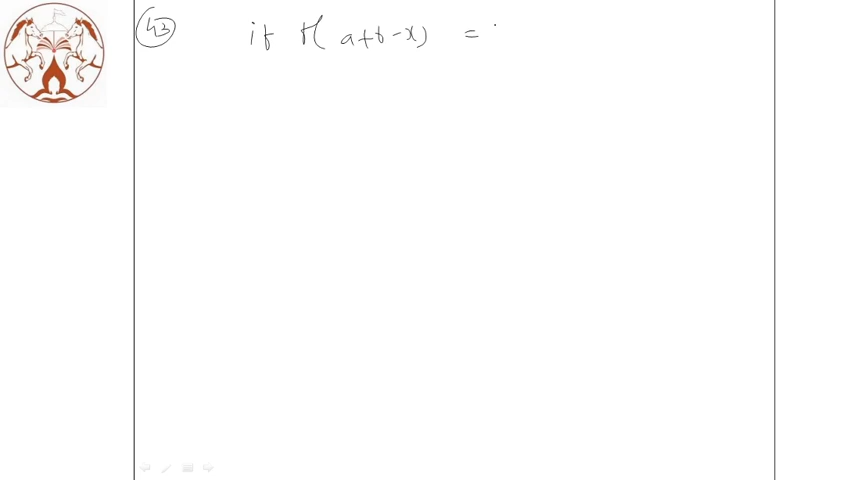 43 if f(a+b-x) =